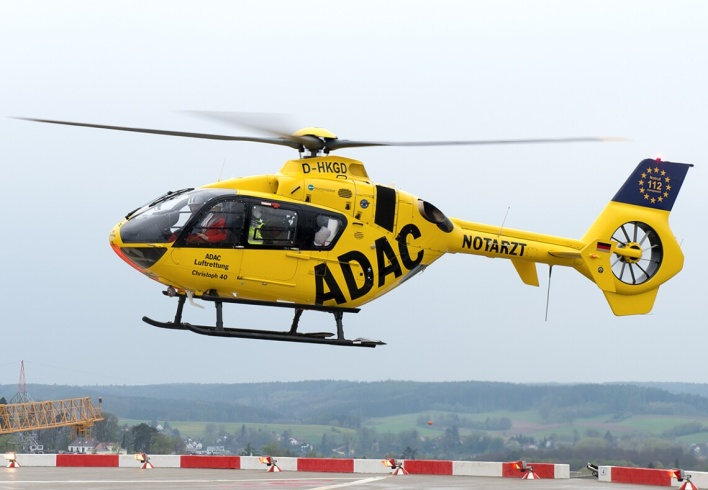 D-HKGD
112
ADAC
Luftrettung
Christoph 40
ADAC
NOTARZT